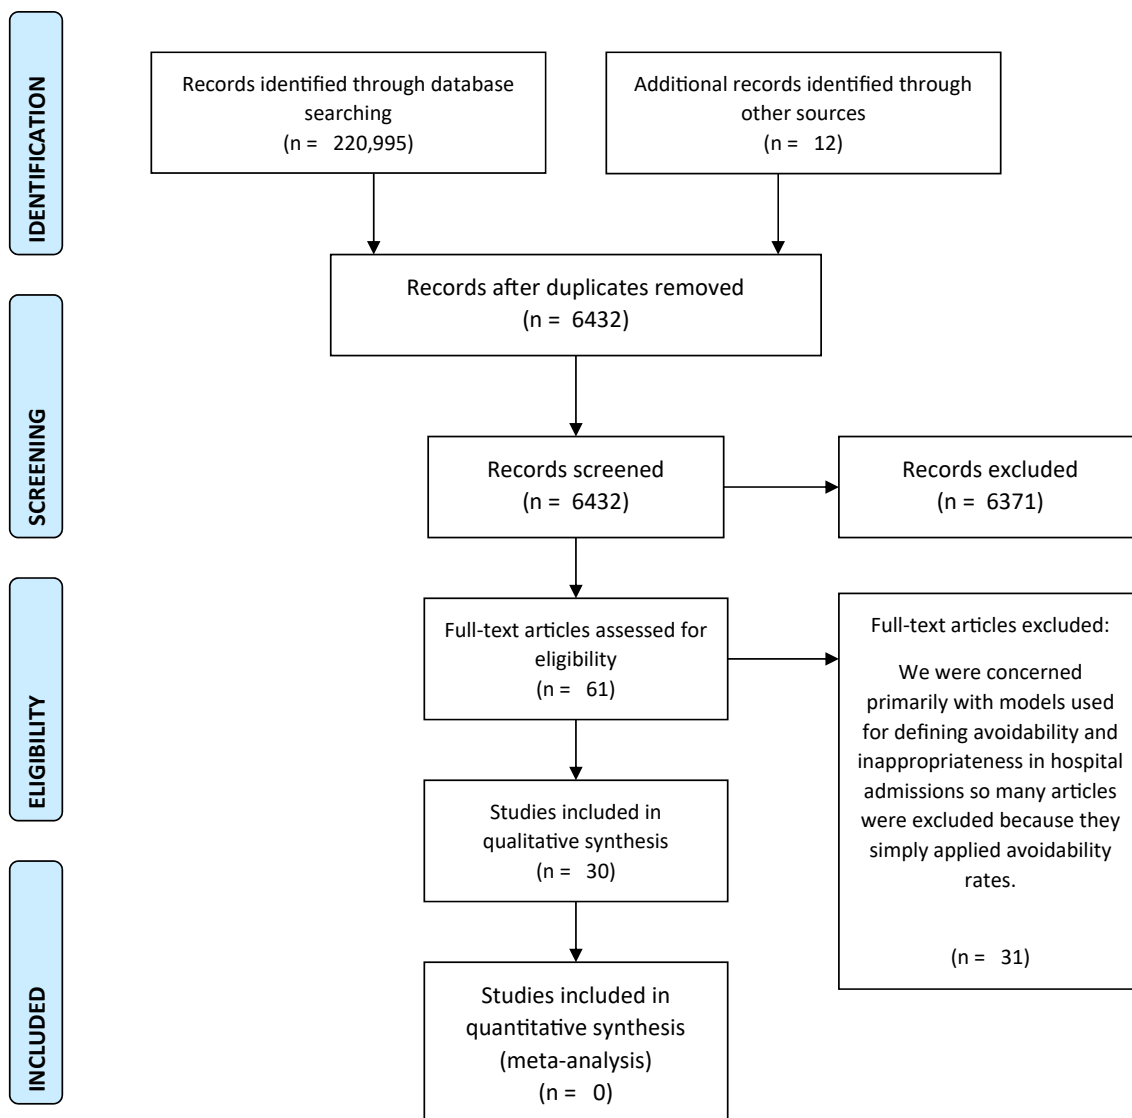 IDENTIFICATION
Records identified through database
searching
(n =   220,995)
Additional records identified through
other sources
(n =   12)
Records after duplicates removed
(n =  6432)
SCREENING
Records screened
(n =  6432)
Records excluded
(n =  6371)
ELIGIBILITY
Full-text articles assessed for
eligibility
(n =   61)
Full-text articles excluded:
We were concerned
primarily with models used
for defining avoidability and
inappropriateness in hospital
admissions so many articles
were excluded because they
simply applied avoidability
rates.
(n =   31)
Studies included in
qualitative synthesis
(n =   30)
INCLUDED
Studies included in
quantitative synthesis
(meta-analysis)
(n =   0)